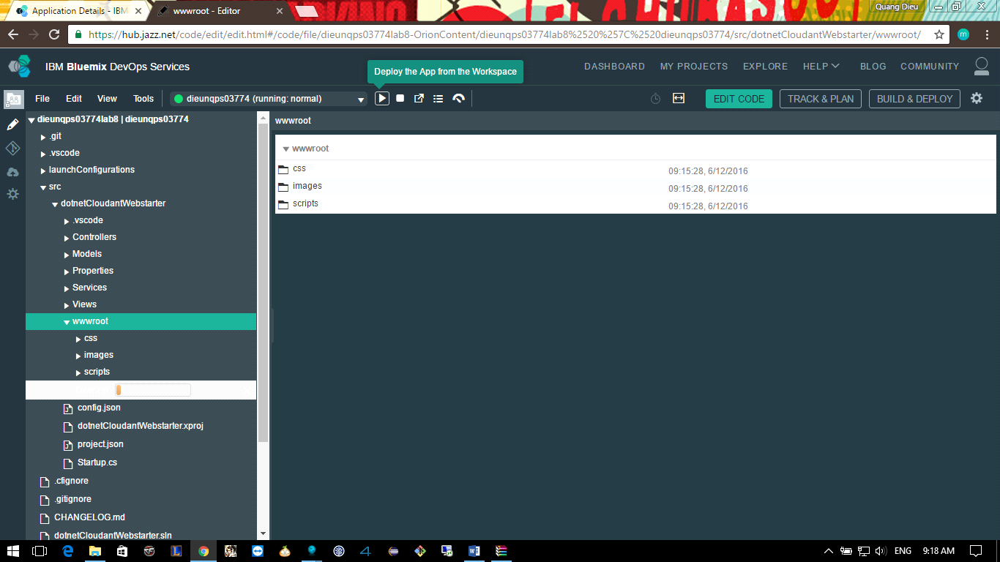 Application Details - IBM
wwwroot - Editor
Quang Dieu
https://hub.jazz.net/code/edit/edit.html#/code/file/dieunqps03774lab8-OrionContent/dieunqps03774lab8%2520%257C%2520dieunqps03774/src/dotnetCloudantWebstarter/wwwroot/
m
IBM Bluemix DevOps Services
Deploy the App from the Workspace
DASHBOARD MY PROJECTS EXPLORE HELP BLOG COMMUNITY
File Edit View Tools
dieunqps03774 (running: normal)
EDIT CODE
TRACK & PLAN
BUILD & DEPLOY
dieunqps03774lab8 | dieunqps03774
.git
.vscode
launchConfigurations
src
dotnetCloudantWebstarter
.vscode
Controllers
Models
Properties
Services
Views
wwwroot
css
images
scripts
config.json
dotnetCloudantWebstarter.xproj
project.json
Startup.cs
.cfignore
.gitignore
CHANGELOG.md
dotnetCloudantWebstarter.sln
wwwroot
wwwroot
css 09:15:28, 6/12/2016
images 09:15:28, 6/12/2016
scripts 09:15:28, 6/12/2016
ENG 9:18 AM